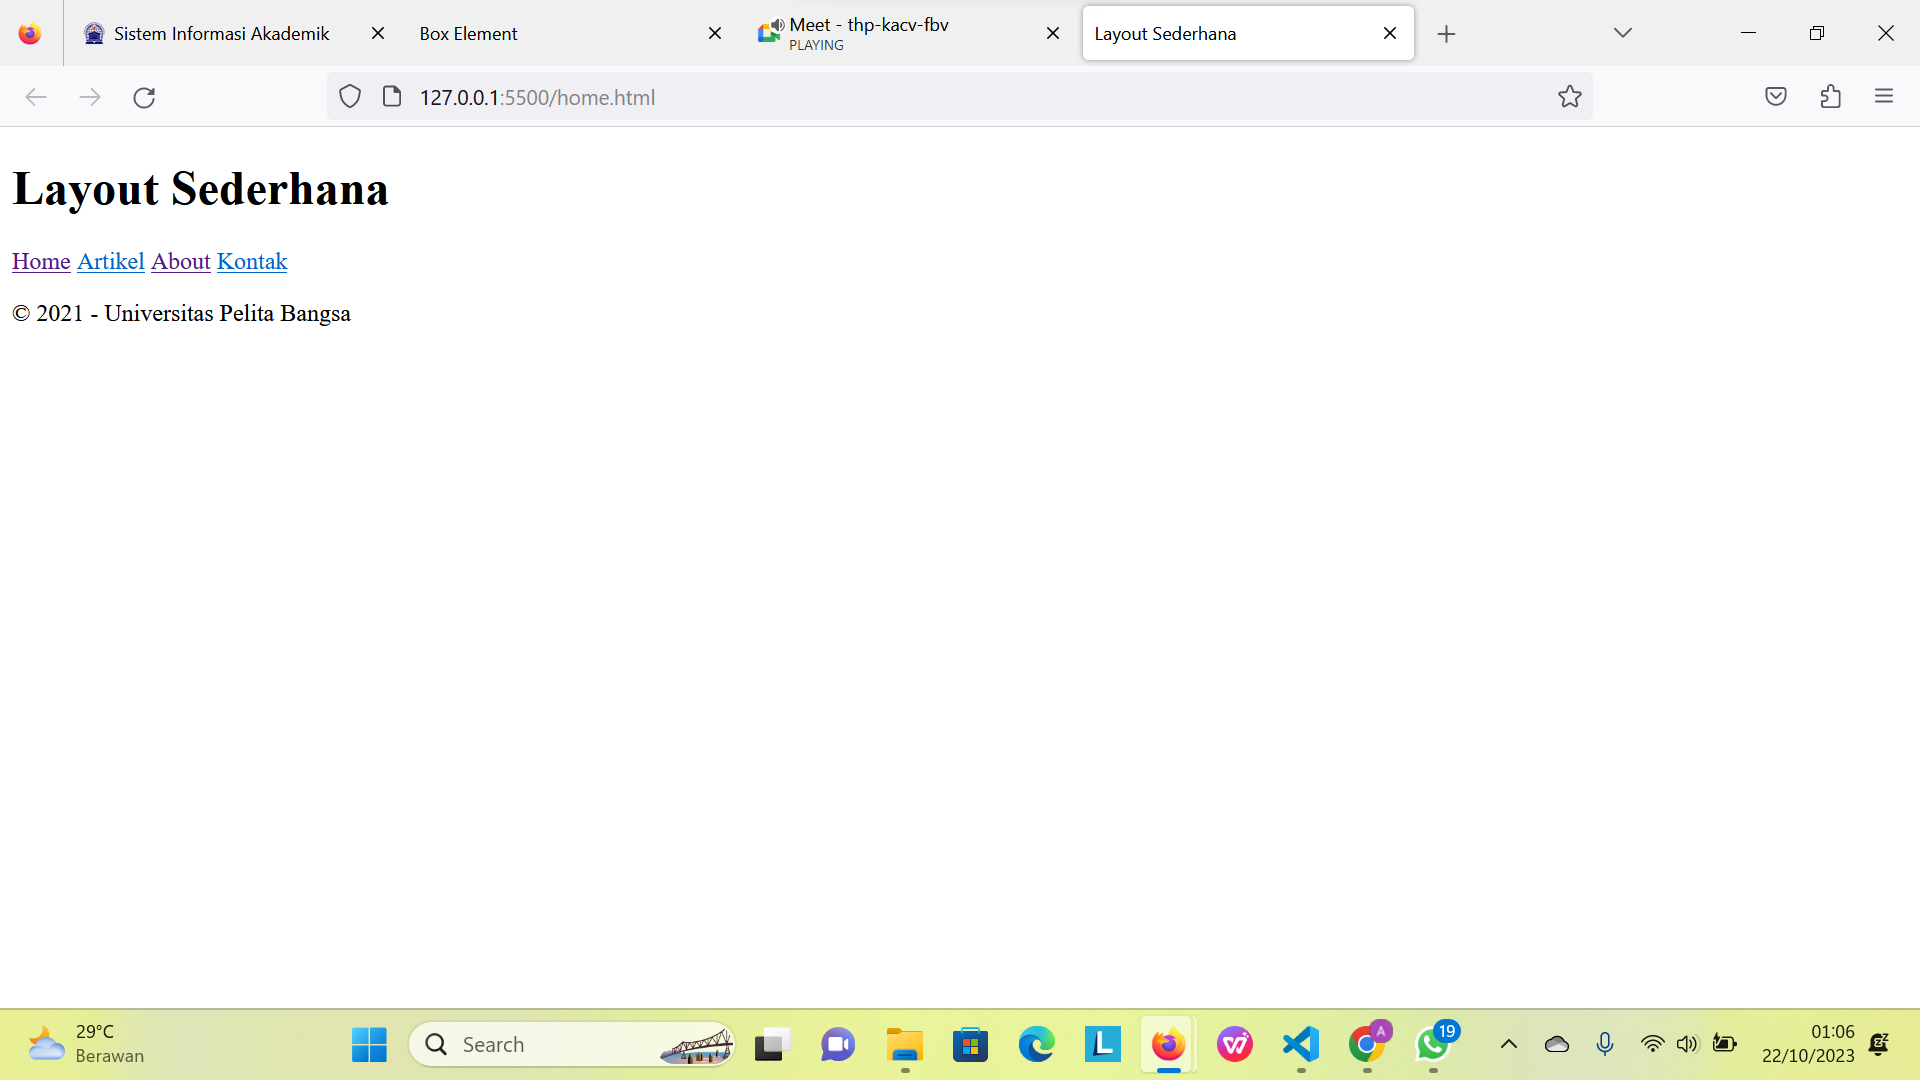 Sistem Informasi Akademik
Box Element
Meet - thp-kacv-fbv
PLAYING
Layout Sederhana
127.0.0.1:5500/home.html
Layout Sederhana
Home Artikel About Kontak
© 2021 - Universitas Pelita Bangsa
29°C
Berawan
Search
L
A
19
01:06
22/10/2023